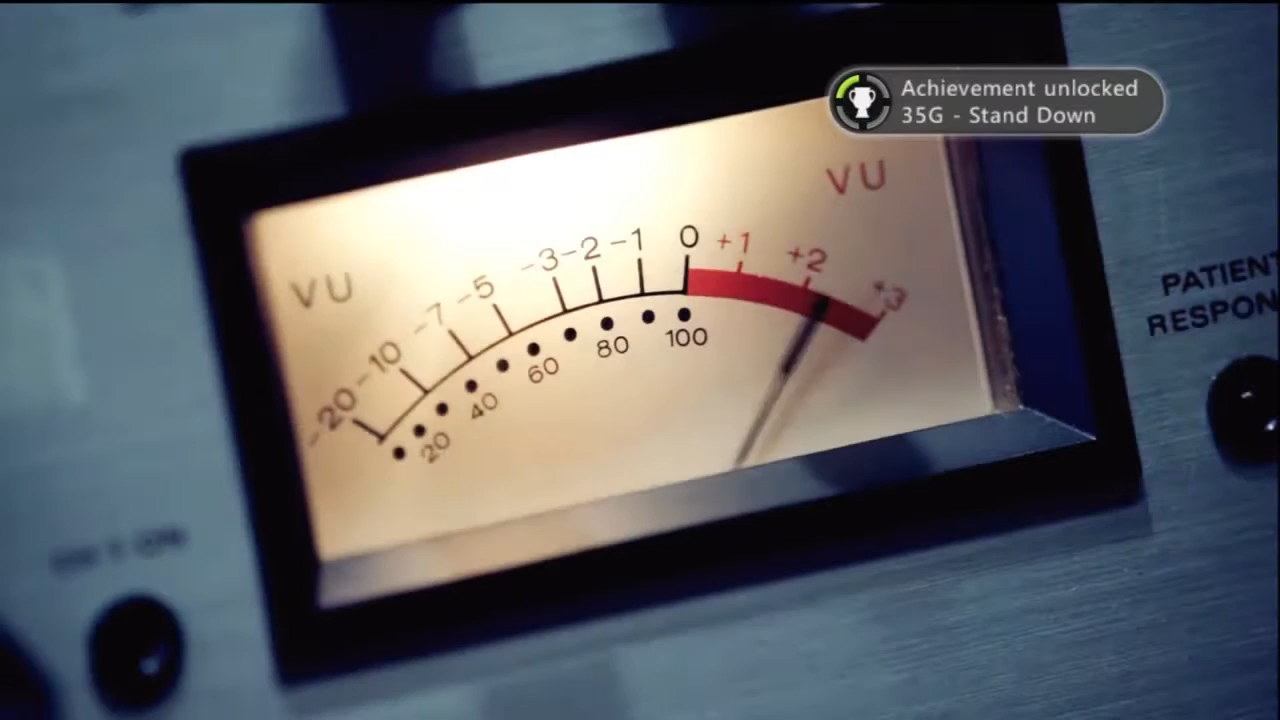 Achievement unlocked
35G - Stand Down
VU
VU
-20 -10 -7 -5 -3 -2 -1 0 +1 +2 +3
20 40 60 80 100
PATIENT
RESPON